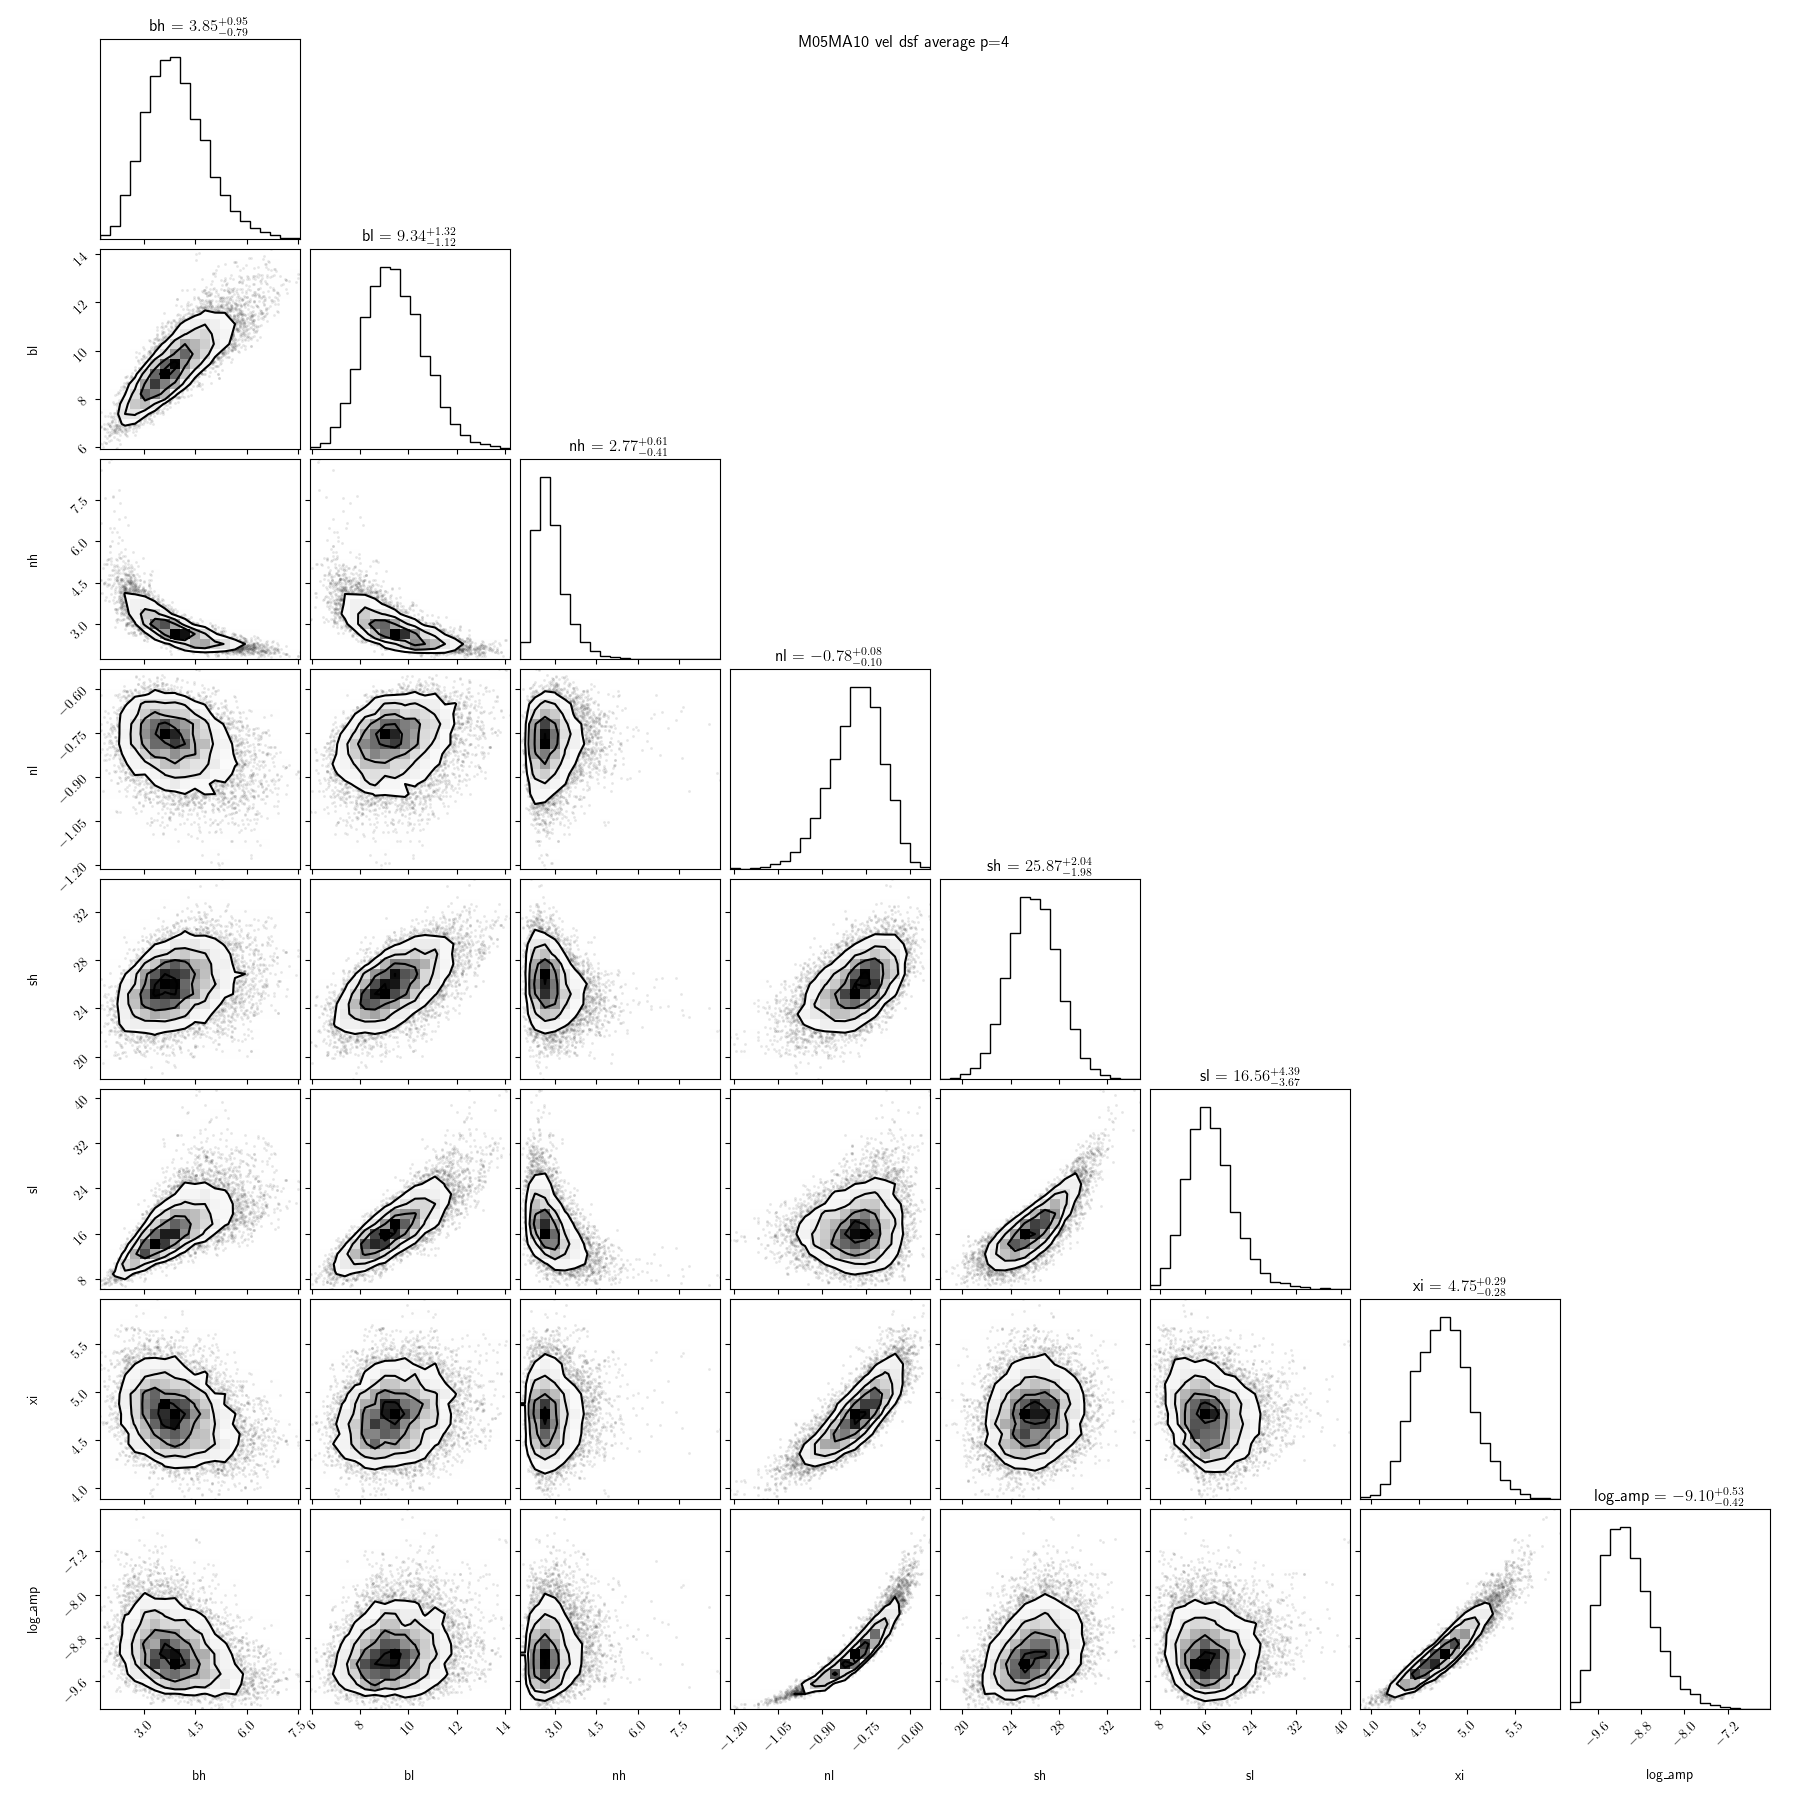 M05MA10 vel dsf average p=4
bh = 3.85+0.95−0.79
bl = 9.34+1.32−1.12
nh = 2.77+0.61−0.41
nl = −0.78+0.08−0.10
sh = 25.87+2.04−1.98
sl = 16.56+4.39−3.67
xi = 4.75+0.29−0.28
log_amp = −9.10+0.53−0.42
14
12
10
8
6
bl
7.5
6.0
4.5
3.0
nh
−0.60
−0.75
−0.90
−1.05
−1.20
nl
32
28
24
20
sh
40
32
24
16
8
sl
5.5
5.0
4.5
4.0
xi
−7.2
−8.0
−8.8
−9.6
log_amp
3.0 4.5 6.0 7.5
6 8 10 12 14
3.0 4.5 6.0 7.5
−1.20 −1.05 −0.90 −0.75 −0.60
20 24 28 32
8 16 24 32 40
4.0 4.5 5.0 5.5
−9.6 −8.8 −8.0 −7.2
bh bl nh nl sh sl xi log_amp